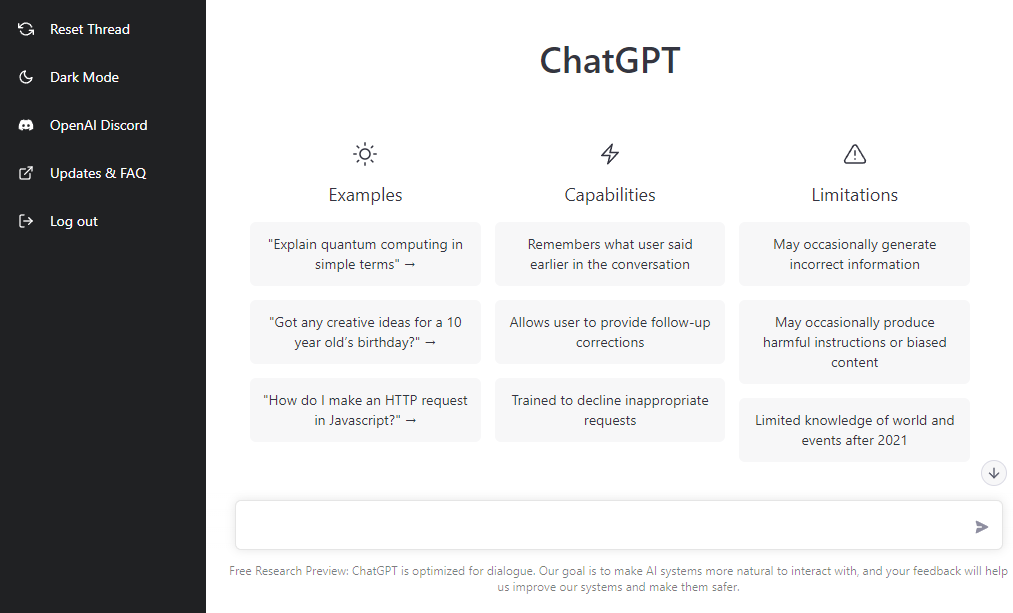 Reset Thread
Dark Mode
OpenAI Discord
Updates & FAQ
Log out
ChatGPT
Examples
"Explain quantum computing in
simple terms" →
"Got any creative ideas for a 10
year old’s birthday?" →
"How do I make an HTTP request
in Javascript?" →
Capabilities
Remembers what user said
earlier in the conversation
Allows user to provide follow-up
corrections
Trained to decline inappropriate
requests
Limitations
May occasionally generate
incorrect information
May occasionally produce
harmful instructions or biased
content
Limited knowledge of world and
events after 2021
Free Research Preview: ChatGPT is optimized for dialogue. Our goal is to make AI systems more natural to interact with, and your feedback will help
us improve our systems and make them safer.